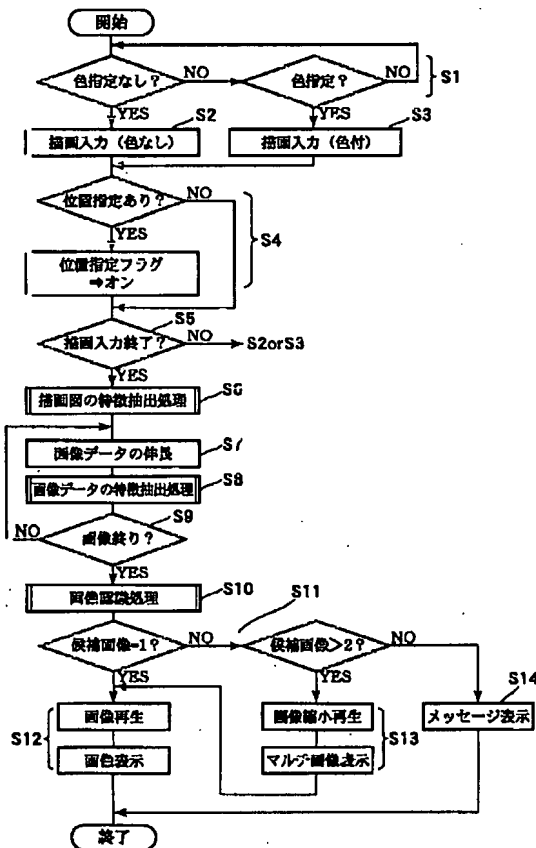 開始
色指定なし?
NO
色指定?
NO
S1
YES
S2
YES
S3
描画入力(色なし)
描画入力(色付)
位置指定あり?
NO
YES
S4
位置指定フラグ
⇒オン
S5
描画入力終了?
NO
S2orS3
YES
描画図の特徴抽出処理
S6
画像データの伸長
S7
画像データの特徴抽出処理
S8
S9
NO
画像終り?
YES
画像認識処理
S10
S11
候補画像=1?
NO
候補画像>2?
NO
YES
YES
S14
S12
画像再生
画像縮小再生
S13
メッセージ表示
画像表示
マルチ画像表示
終了